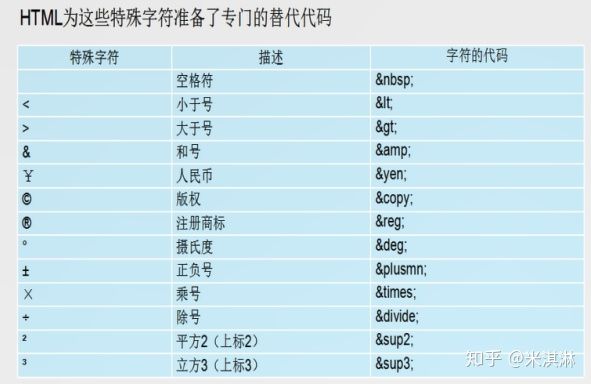 HTML为这些特殊字符准备了专门的替代代码
特殊字符 描述 字符的代码
空格符 &nbsp;
< 小于号 &lt;
> 大于号 &gt;
& 和号 &amp;
￥ 人民币 &yen;
© 版权 &copy;
® 注册商标 &reg;
° 摄氏度 &deg;
± 正负号 &plusmn;
× 乘号 &times;
÷ 除号 &divide;
² 平方2（上标2） &sup2;
³ 立方3（上标3） &sup3;
知乎 @米淇淋